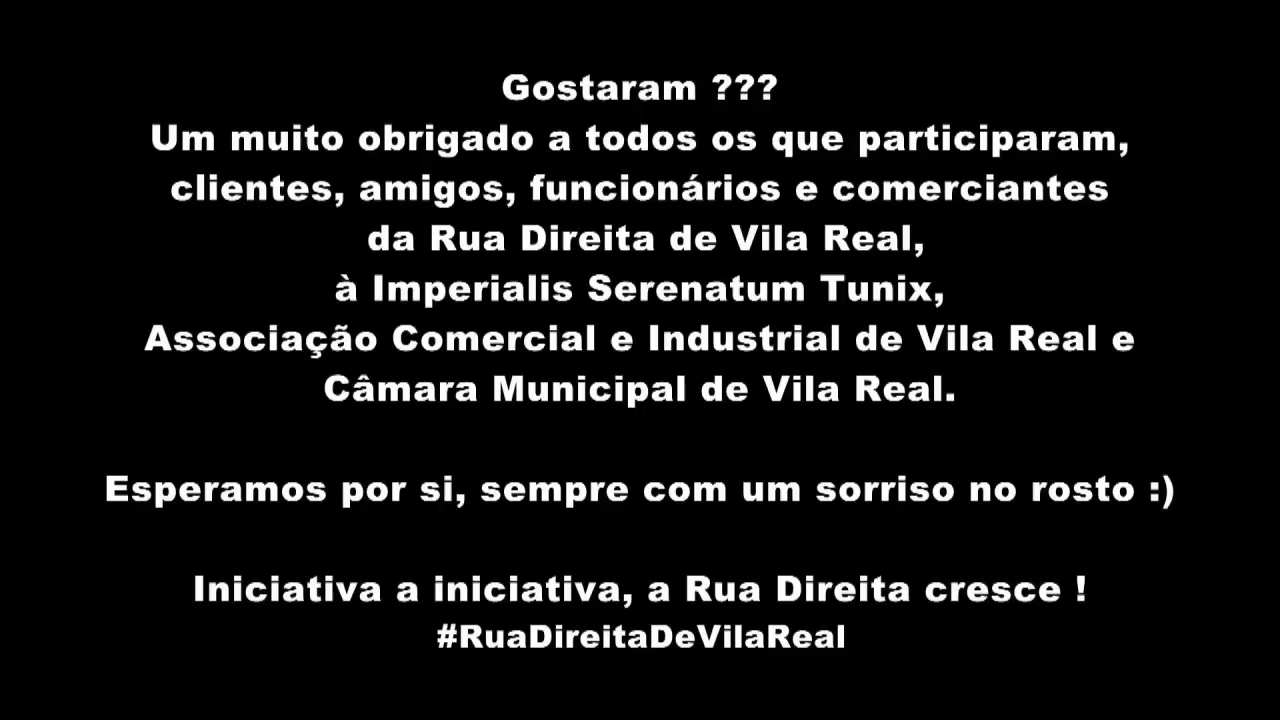 Gostaram ???
Um muito obrigado a todos os que participaram,
clientes, amigos, funcionários e comerciantes
da Rua Direita de Vila Real,
à Imperialis Serenatum Tunix,
Associação Comercial e Industrial de Vila Real e
Câmara Municipal de Vila Real.
Esperamos por si, sempre com um sorriso no rosto :)
Iniciativa a iniciativa, a Rua Direita cresce !
#RuaDireitaDeVilaReal